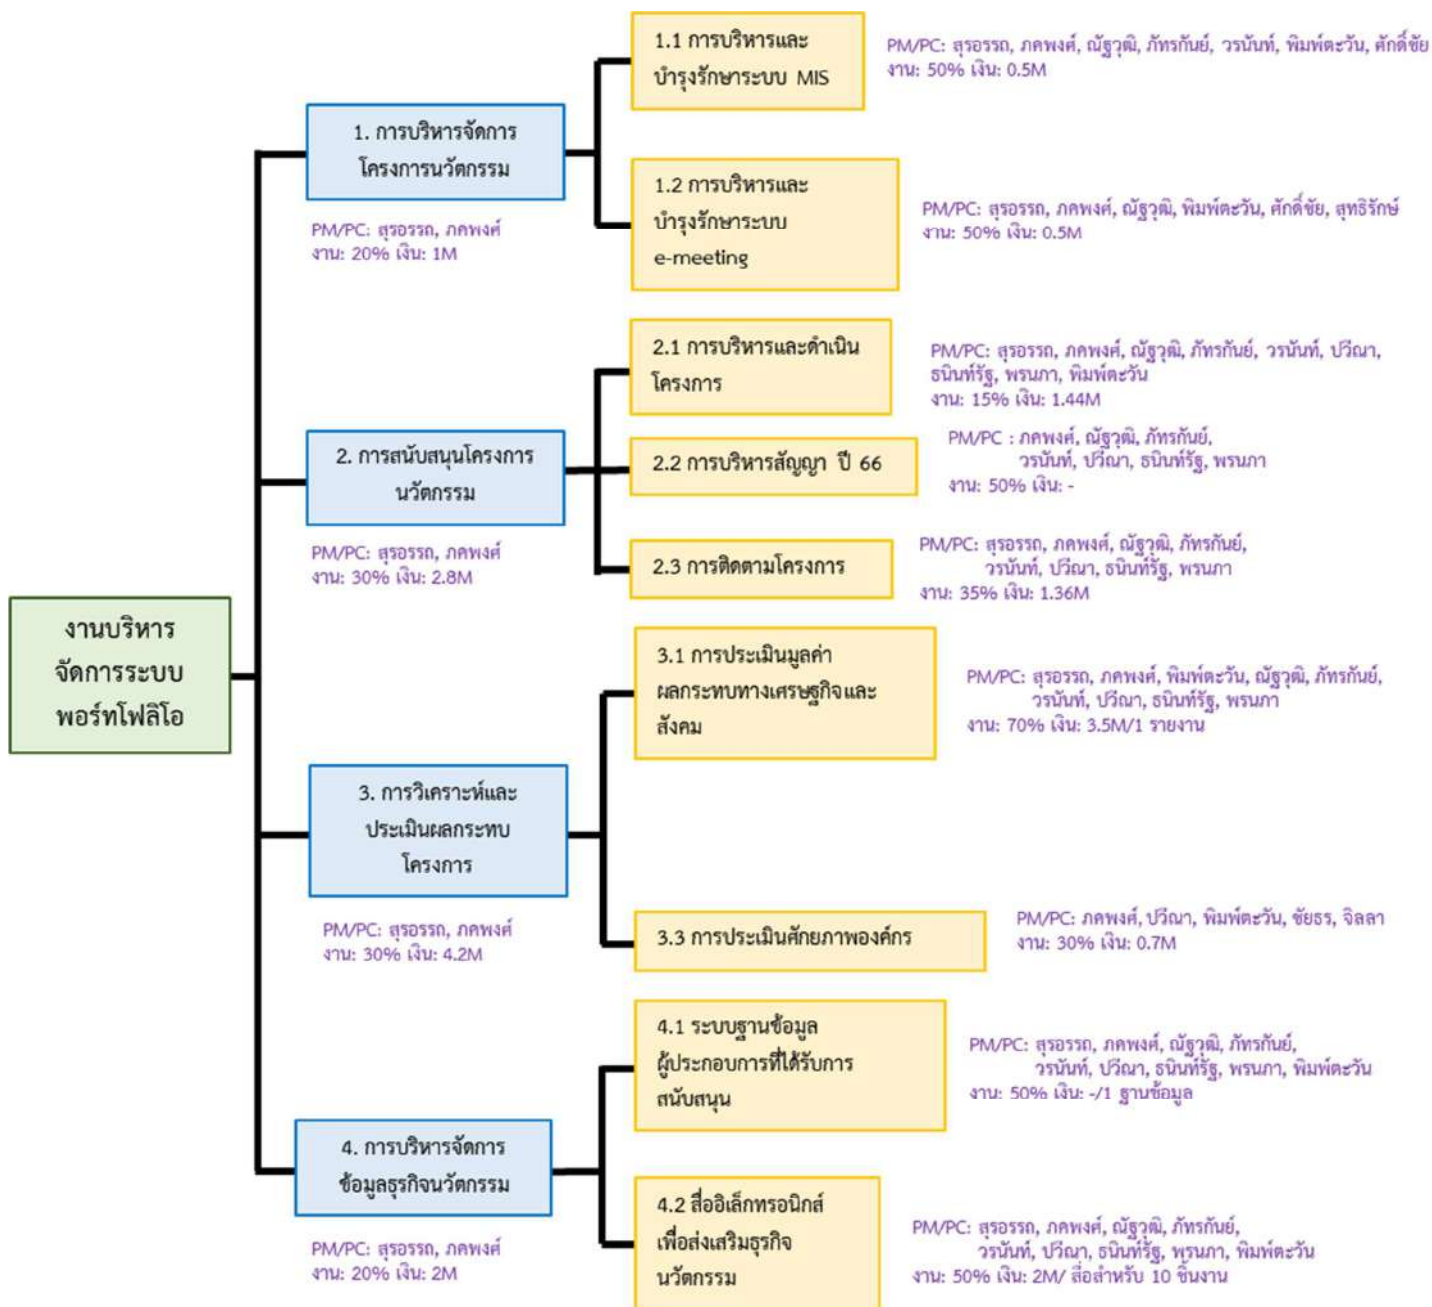 งานบริหาร
จัดการระบบ
พอร์ทโฟลิโอ
1. การบริหารจัดการ
โครงการนวัตกรรม
PM/PC: สุรอรรถ, ภคพงศ์
งาน: 20% เงิน: 1M
1.1 การบริหารและ
บำรุงรักษาระบบ MIS
PM/PC: สุรอรรถ, ภคพงศ์, ณัฐวุฒิ, ภัทรกันย์, วรนันท์, พิมพ์ตะวัน, ศักดิ์ชัย
งาน: 50% เงิน: 0.5M
1.2 การบริหารและ
บำรุงรักษาระบบ
e-meeting
PM/PC: สุรอรรถ, ภคพงศ์, ณัฐวุฒิ, พิมพ์ตะวัน, ศักดิ์ชัย, สุทธิรักษ์
งาน: 50% เงิน: 0.5M
2. การสนับสนุนโครงการ
นวัตกรรม
PM/PC: สุรอรรถ, ภคพงศ์
งาน: 30% เงิน: 2.8M
2.1 การบริหารและดำเนิน
โครงการ
PM/PC: สุรอรรถ, ภคพงศ์, ณัฐวุฒิ, ภัทรกันย์, วรนันท์, ปวีณา,
ธนินท์รัฐ, พรนภา, พิมพ์ตะวัน
งาน: 15% เงิน: 1.44M
2.2 การบริหารสัญญา ปี 66
PM/PC : ภคพงศ์, ณัฐวุฒิ, ภัทรกันย์,
วรนันท์, ปวีณา, ธนินท์รัฐ, พรนภา
งาน: 50% เงิน: -
2.3 การติดตามโครงการ
PM/PC: สุรอรรถ, ภคพงศ์, ณัฐวุฒิ, ภัทรกันย์,
วรนันท์, ปวีณา, ธนินท์รัฐ, พรนภา
งาน: 35% เงิน: 1.36M
3. การวิเคราะห์และ
ประเมินผลกระทบ
โครงการ
PM/PC: สุรอรรถ, ภคพงศ์
งาน: 30% เงิน: 4.2M
3.1 การประเมินมูลค่า
ผลกระทบทางเศรษฐกิจและ
สังคม
PM/PC: สุรอรรถ, ภคพงศ์, พิมพ์ตะวัน, ณัฐวุฒิ, ภัทรกันย์,
วรนันท์, ปวีณา, ธนินท์รัฐ, พรนภา
งาน: 70% เงิน: 3.5M/1 รายงาน
3.3 การประเมินศักยภาพองค์กร
PM/PC: ภคพงศ์, ปวีณา, พิมพ์ตะวัน, ชัยธร, จิลลา
งาน: 30% เงิน: 0.7M
4. การบริหารจัดการ
ข้อมูลธุรกิจนวัตกรรม
PM/PC: สุรอรรถ, ภคพงศ์
งาน: 20% เงิน: 2M
4.1 ระบบฐานข้อมูล
ผู้ประกอบการที่ได้รับการ
สนับสนุน
PM/PC: สุรอรรถ, ภคพงศ์, ณัฐวุฒิ, ภัทรกันย์,
วรนันท์, ปวีณา, ธนินท์รัฐ, พรนภา, พิมพ์ตะวัน
งาน: 50% เงิน: -/1 ฐานข้อมูล
4.2 สื่ออิเล็กทรอนิกส์
เพื่อส่งเสริมธุรกิจ
นวัตกรรม
PM/PC: สุรอรรถ, ภคพงศ์, ณัฐวุฒิ, ภัทรกันย์,
วรนันท์, ปวีณา, ธนินท์รัฐ, พรนภา, พิมพ์ตะวัน
งาน: 50% เงิน: 2M/ สื่อสำหรับ 10 ชิ้นงาน